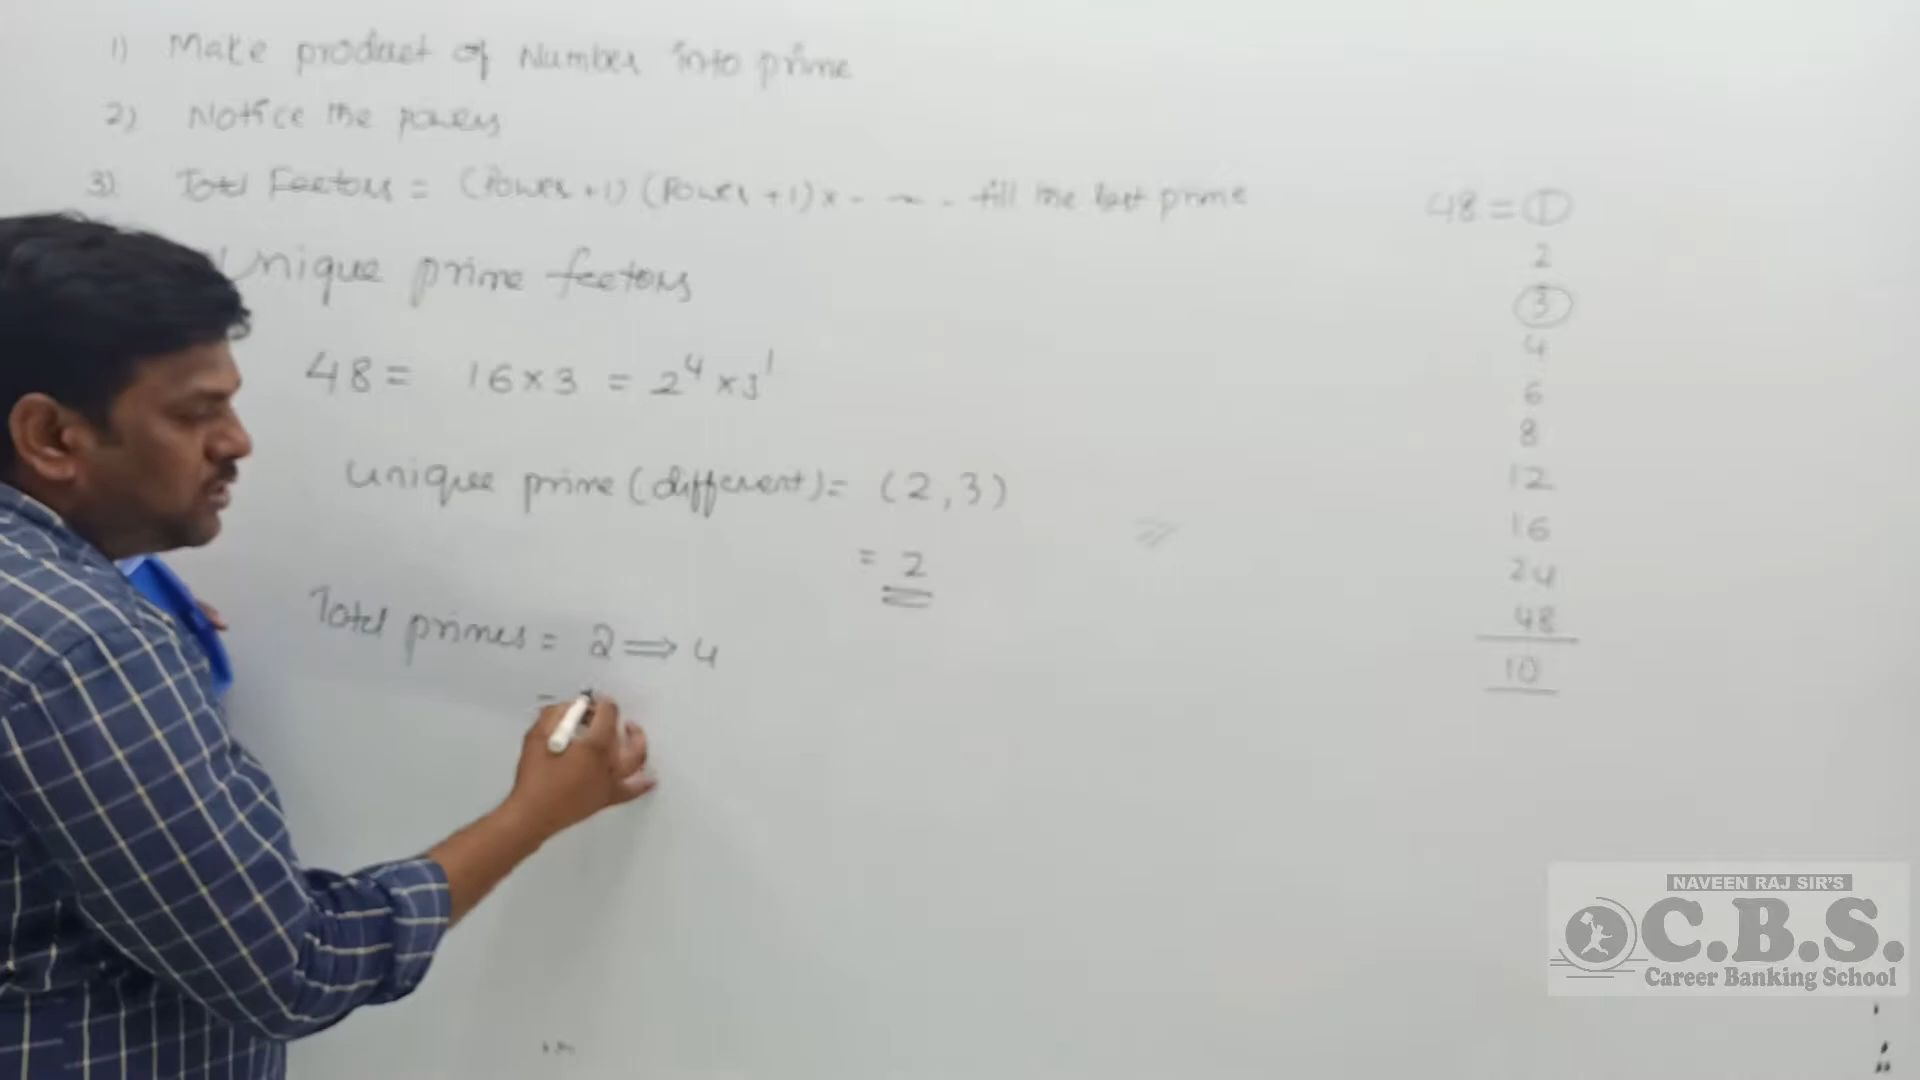 1) Make product of Number into prime
2) Notice the powers
3) Total Factors = (Power +1) (Power +1) x - ~ - till the last prime
Unique prime factors
48 = 16 x 3 = 2⁴ x 3¹
Unique prime (different) = (2, 3)
= 2
Total primes = 2 ⟹ 4
=
48 = 1
2
3
4
6
8
12
16
24
48
10
NAVEEN RAJ SIR'S
C.B.S.
Career Banking School